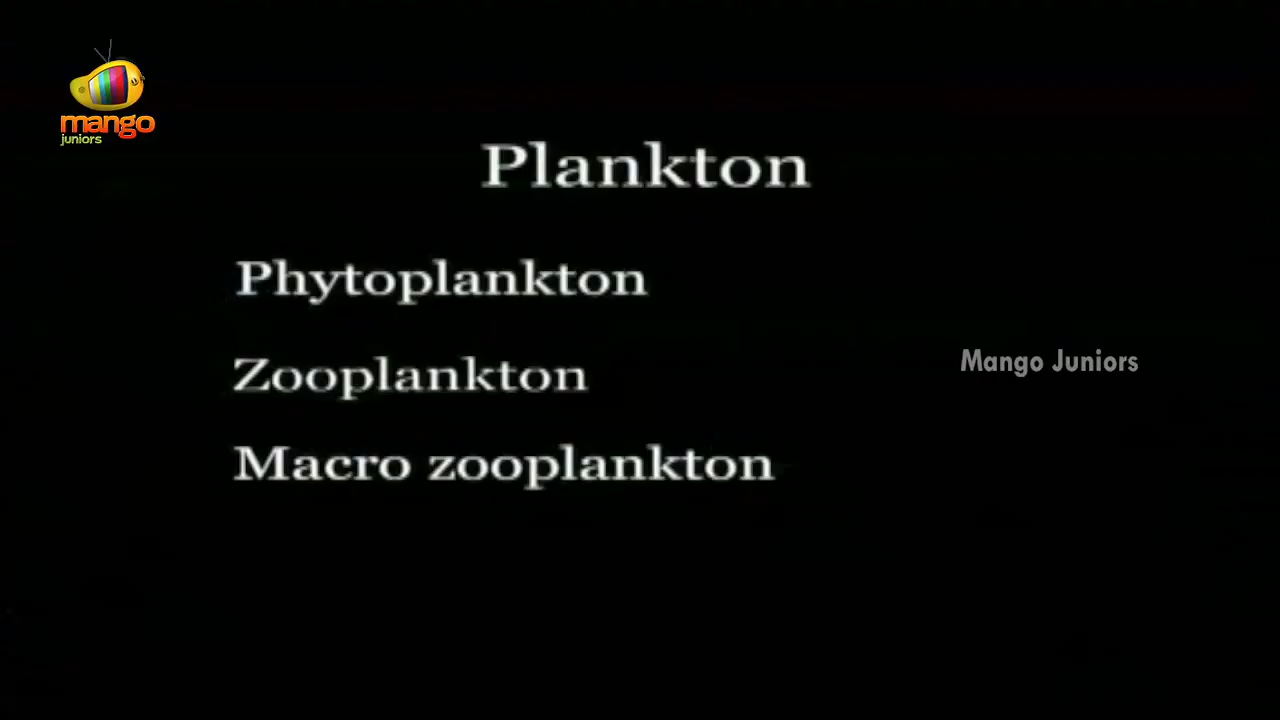 mango
juniors
Plankton
Phytoplankton
Zooplankton
Mango Juniors
Macro zooplankton